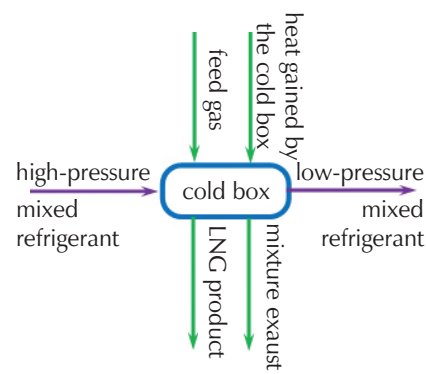 feed gas
heat gained by
the cold box
high-pressure
mixed
refrigerant
cold box
low-pressure
mixed
refrigerant
LNG product
mixture exaust